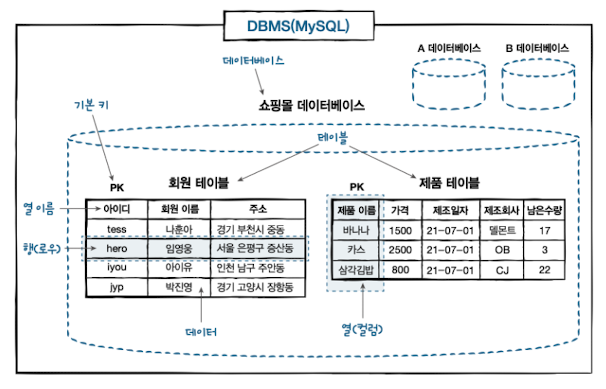 DBMS(MySQL)
A 데이터베이스 B 데이터베이스
데이터베이스
기본 키
쇼핑몰 데이터베이스
테이블
PK 회원 테이블
PK 제품 테이블
열 이름
아이디 회원 이름 주소
tess 나훈아 경기 부천시 중동
행(로우)
hero 임영웅 서울 은평구 증산동
iyou 아이유 인천 남구 주안동
jyp 박진영 경기 고양시 장항동
데이터
제품 이름 가격 제조일자 제조회사 남은수량
바나나 1500 21-07-01 델몬트 17
카스 2500 21-07-01 OB 3
삼각김밥 800 21-07-01 CJ 22
열(컬럼)